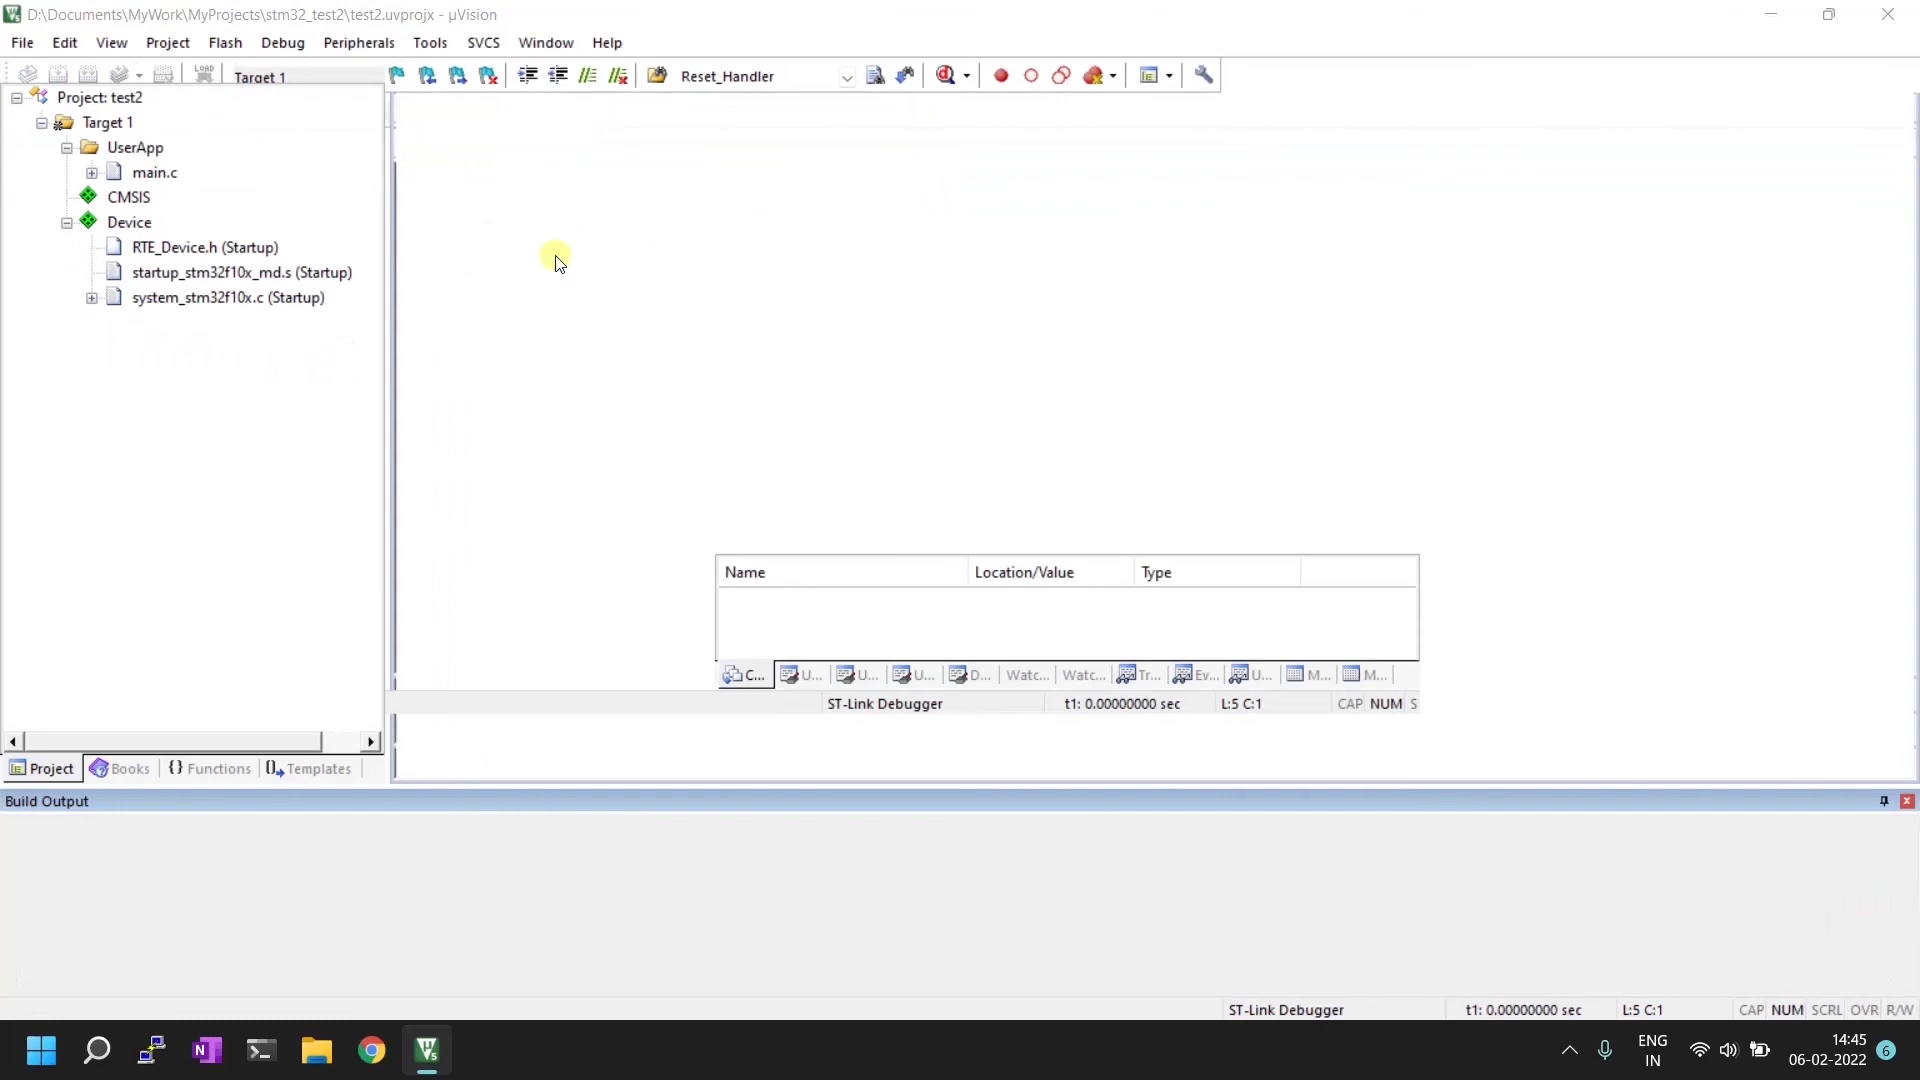 D:\Documents\MyWork\MyProjects\stm32_test2\test2.uvprojx - µVision
File Edit View Project Flash Debug Peripherals Tools SVCS Window Help
LOAD Target 1 Reset_Handler
Project: test2
Target 1
UserApp
main.c
CMSIS
Device
RTE_Device.h (Startup)
startup_stm32f10x_md.s (Startup)
system_stm32f10x.c (Startup)
Name Location/Value Type
C... U... U... U... D... Watc... Watc... Tr... Ev... U... M... M...
ST-Link Debugger t1: 0.00000000 sec L:5 C:1 CAP NUM S
Project Books {} Functions Templates
Build Output
ST-Link Debugger t1: 0.00000000 sec L:5 C:1 CAP NUM SCRL OVR R/W
ENG 14:45
IN 06-02-2022 6